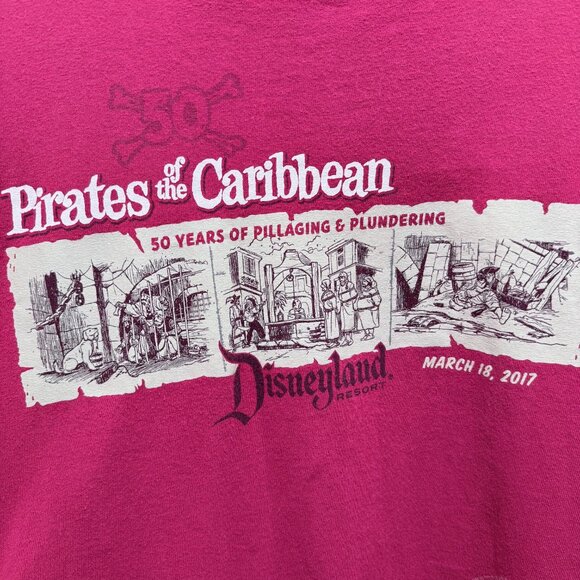 50
Pirates of the Caribbean
50 YEARS OF PILLAGING & PLUNDERING
Disneyland
RESORT
MARCH 18, 2017